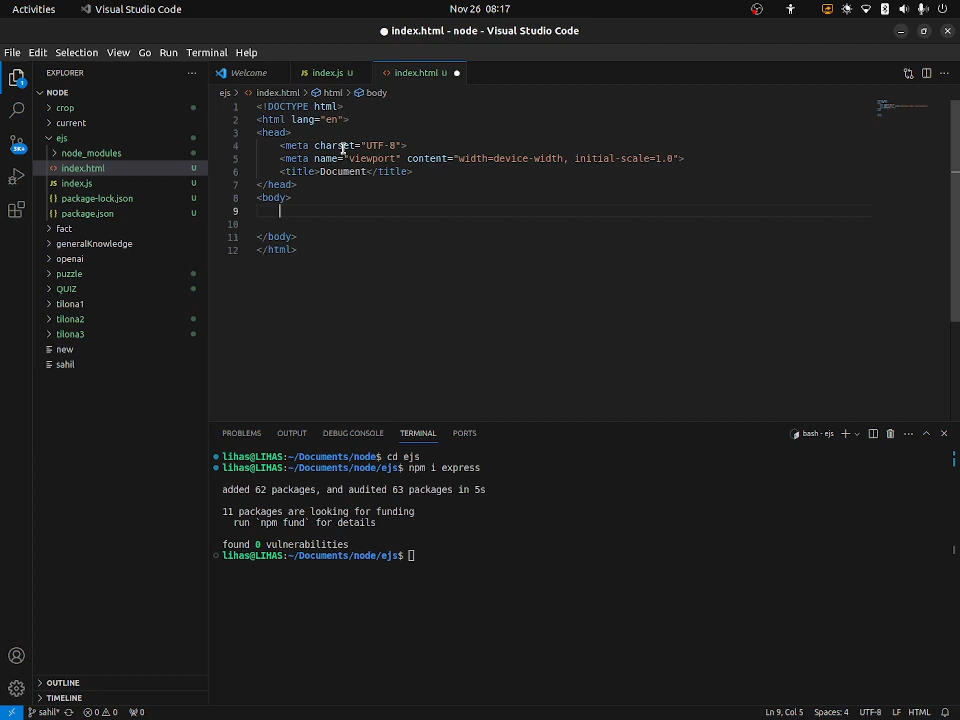 Activities Visual Studio Code Nov 26 08:17
● index.html - node - Visual Studio Code
File Edit Selection View Go Run Terminal Help
EXPLORER ··· Welcome index.js U index.html U ●
NODE ejs > index.html > html > body
crop
current
ejs
node_modules
index.html U
index.js U
package-lock.json U
package.json U
fact
generalKnowledge
openai
puzzle
QUIZ
tilona1
tilona2
tilona3
new
sahil
5K+
1
1 <!DOCTYPE html>
2 <html lang="en">
3 <head>
4 <meta charset="UTF-8">
5 <meta name="viewport" content="width=device-width, initial-scale=1.0">
6 <title>Document</title>
7 </head>
8 <body>
9
10
11 </body>
12 </html>
PROBLEMS OUTPUT DEBUG CONSOLE TERMINAL PORTS bash - ejs
lihas@LIHAS:~/Documents/node$ cd ejs
lihas@LIHAS:~/Documents/node/ejs$ npm i express
added 62 packages, and audited 63 packages in 5s
11 packages are looking for funding
run `npm fund` for details
found 0 vulnerabilities
lihas@LIHAS:~/Documents/node/ejs$
OUTLINE
TIMELINE
sahil* 0 0 0 Ln 9, Col 5 Spaces: 4 UTF-8 LF HTML